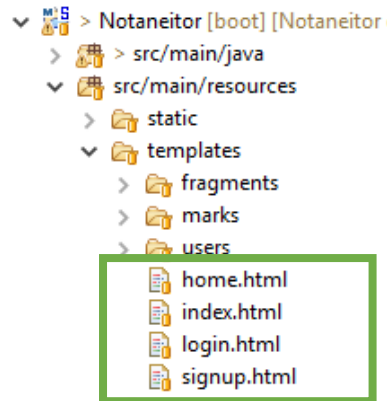 > Notaneitor [boot] [Notaneitor
> src/main/java
src/main/resources
static
templates
fragments
marks
users
home.html
index.html
login.html
signup.html